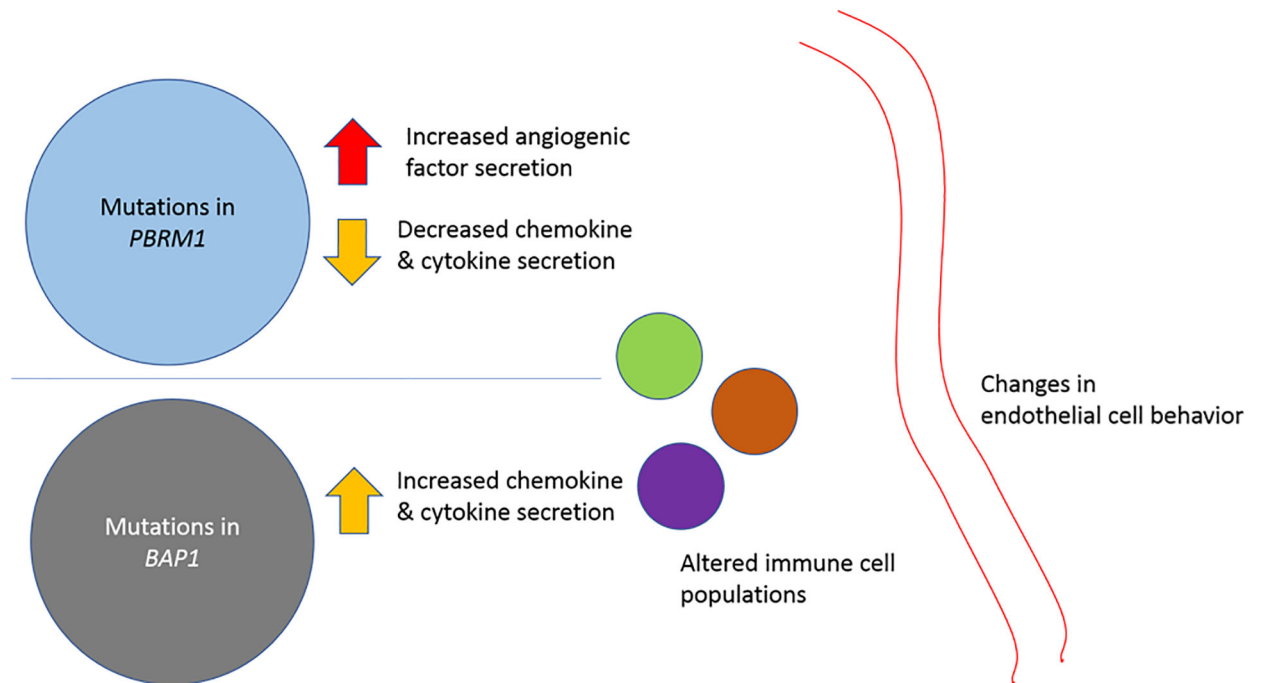 Mutations in
PBRM1
Increased angiogenic
factor secretion
Decreased chemokine
& cytokine secretion
Mutations in
BAP1
Increased chemokine
& cytokine secretion
Altered immune cell
populations
Changes in
endothelial cell behavior